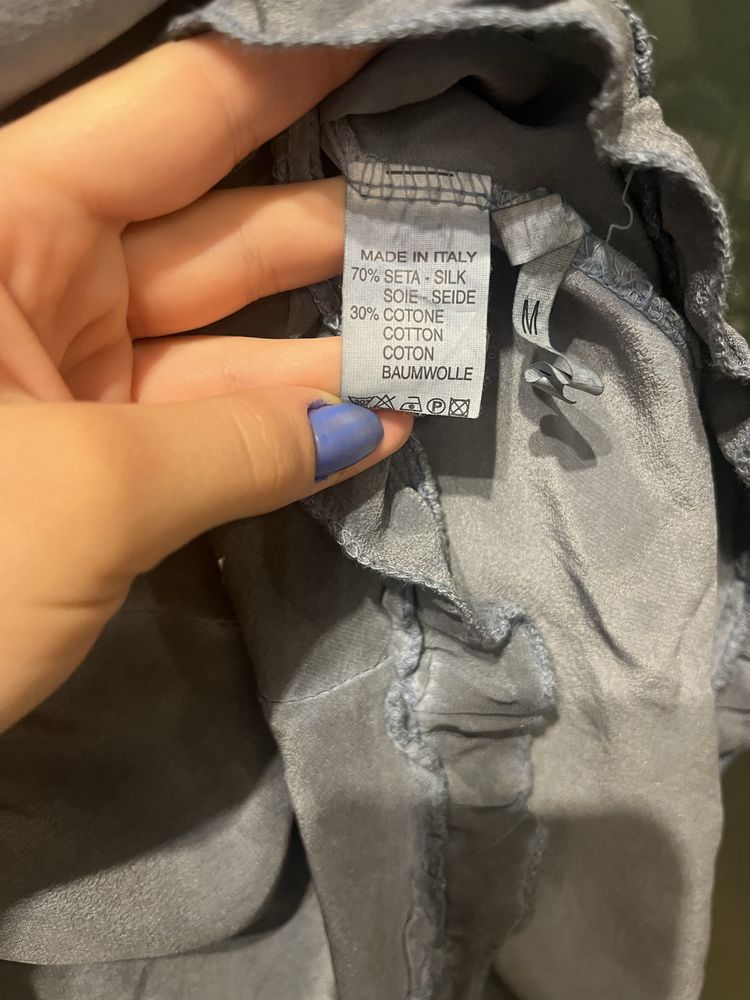 MADE IN ITALY
70% SETA - SILK
SOIE - SEIDE
30% COTONE
COTTON
COTON
BAUMWOLLE
P
M